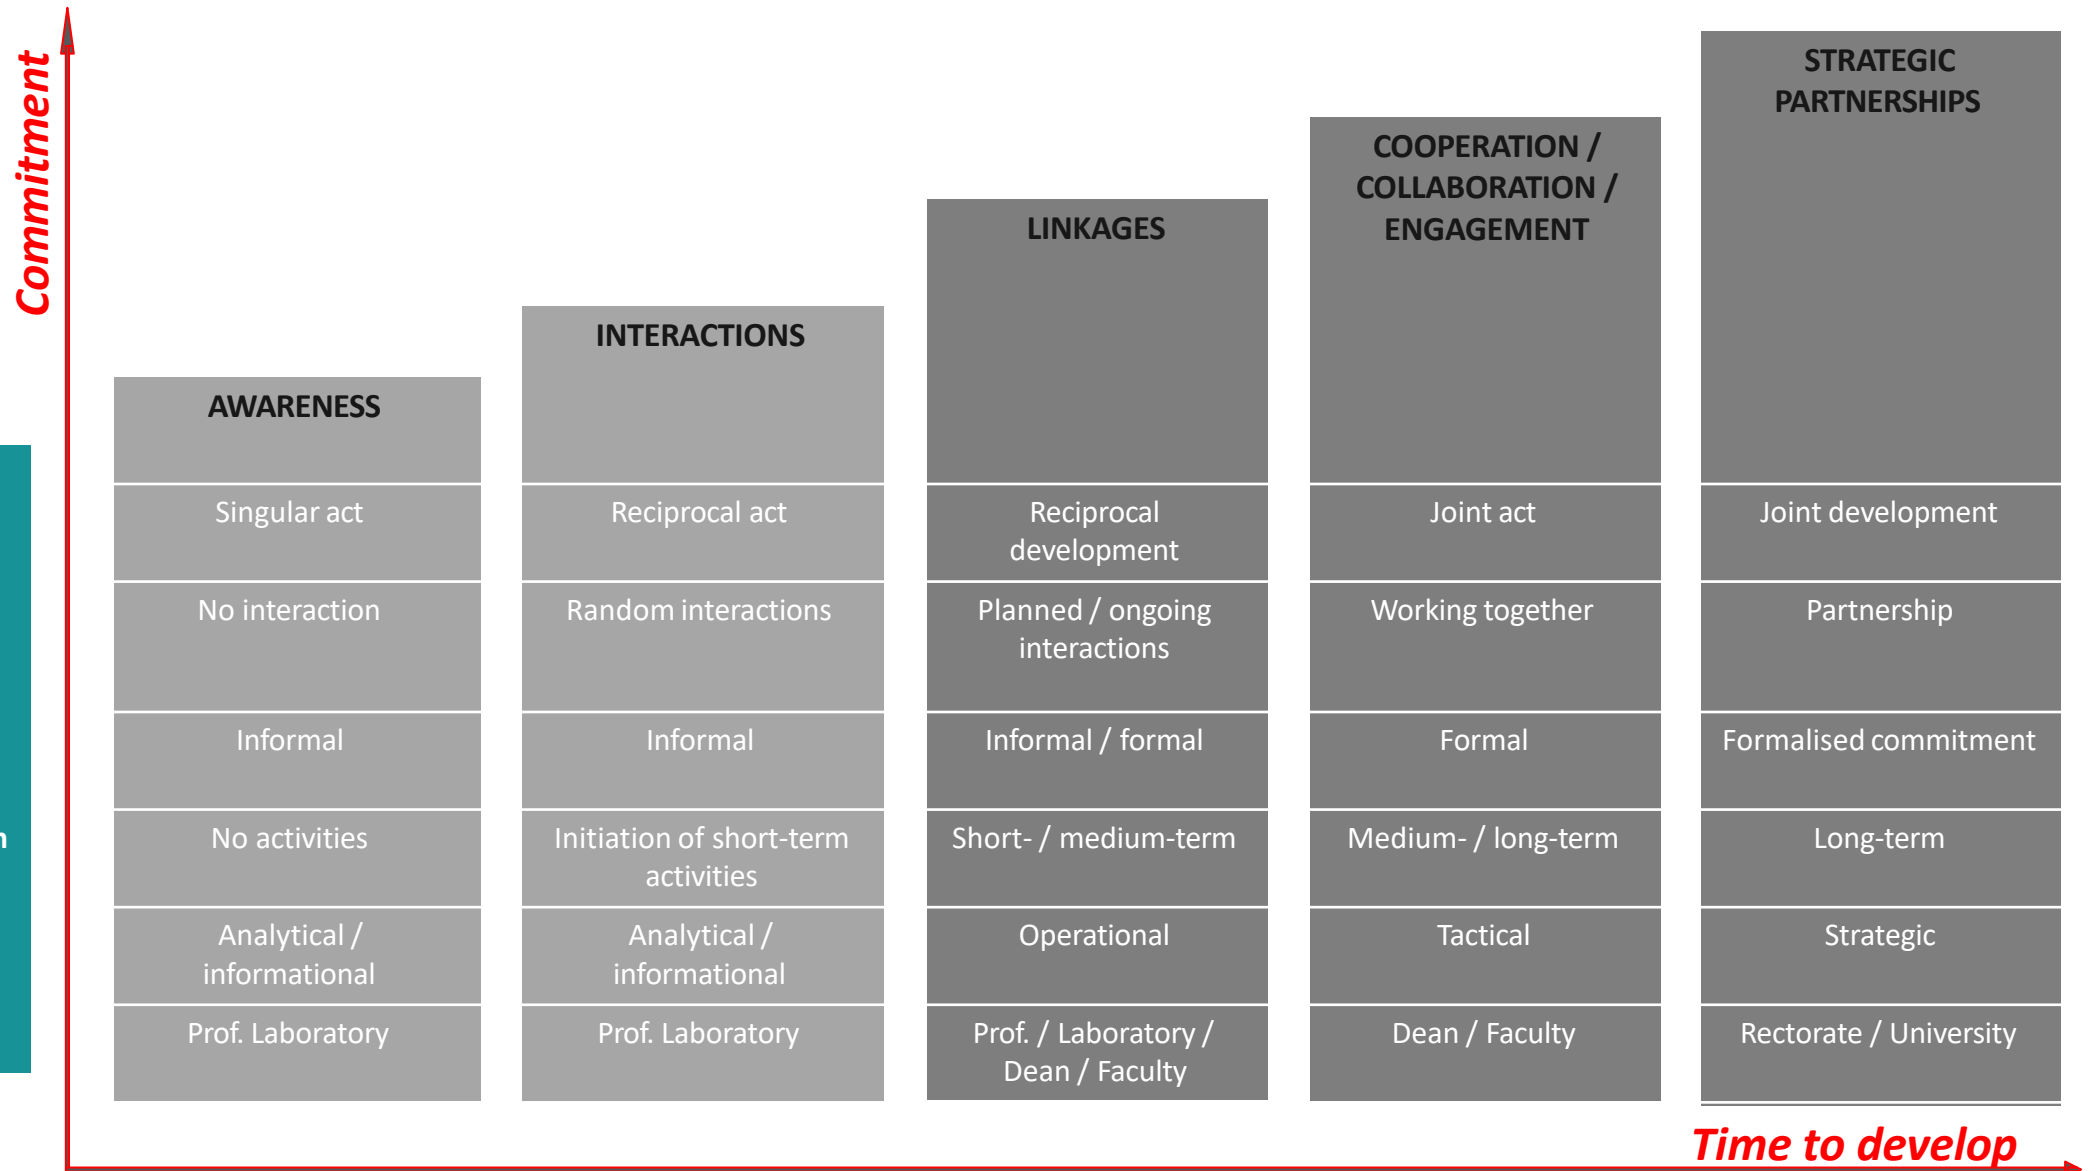 Commitment
STRATEGIC
PARTNERSHIPS
COOPERATION /
COLLABORATION /
ENGAGEMENT
LINKAGES
INTERACTIONS
AWARENESS
Singular act
Reciprocal act
Reciprocal
development
Joint act
Joint development
No interaction
Random interactions
Planned / ongoing
interactions
Working together
Partnership
Informal
Informal
Informal / formal
Formal
Formalised commitment
No activities
Initiation of short-term
activities
Short- / medium-term
Medium- / long-term
Long-term
Analytical /
informational
Analytical /
informational
Operational
Tactical
Strategic
Prof. Laboratory
Prof. Laboratory
Prof. / Laboratory /
Dean / Faculty
Dean / Faculty
Rectorate / University
Time to develop